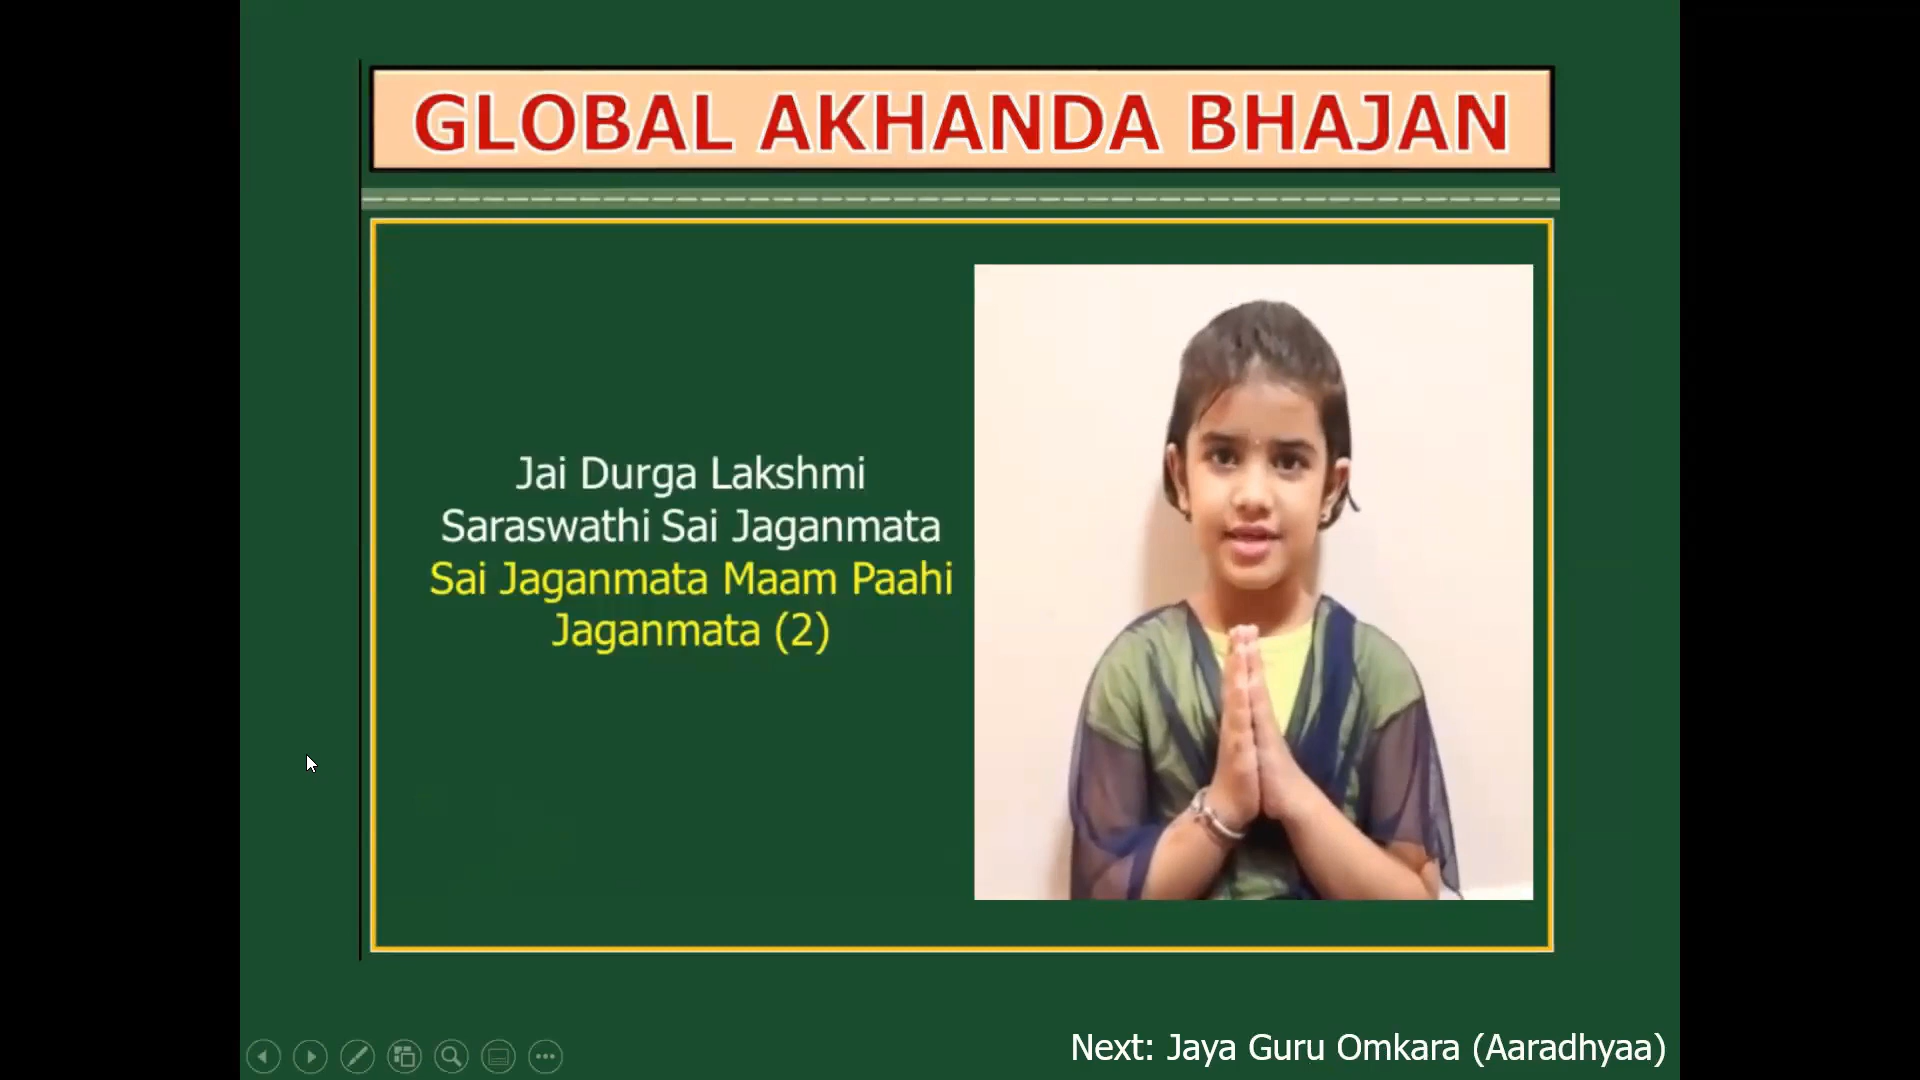 GLOBAL AKHANDA BHAJAN
Jai Durga Lakshmi
Saraswathi Sai Jaganmata
Sai Jaganmata Maam Paahi
Jaganmata (2)
Next: Jaya Guru Omkara (Aaradhyaa)